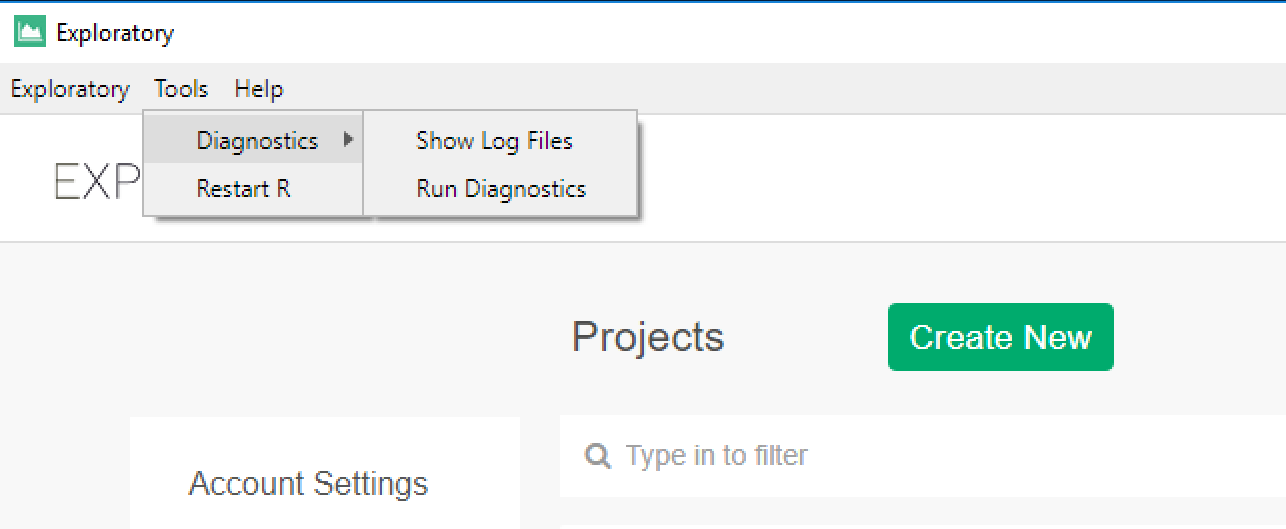 Exploratory
Exploratory Tools Help
Diagnostics Show Log Files
EXP
Restart R Run Diagnostics
Projects Create New
Type in to filter
Account Settings